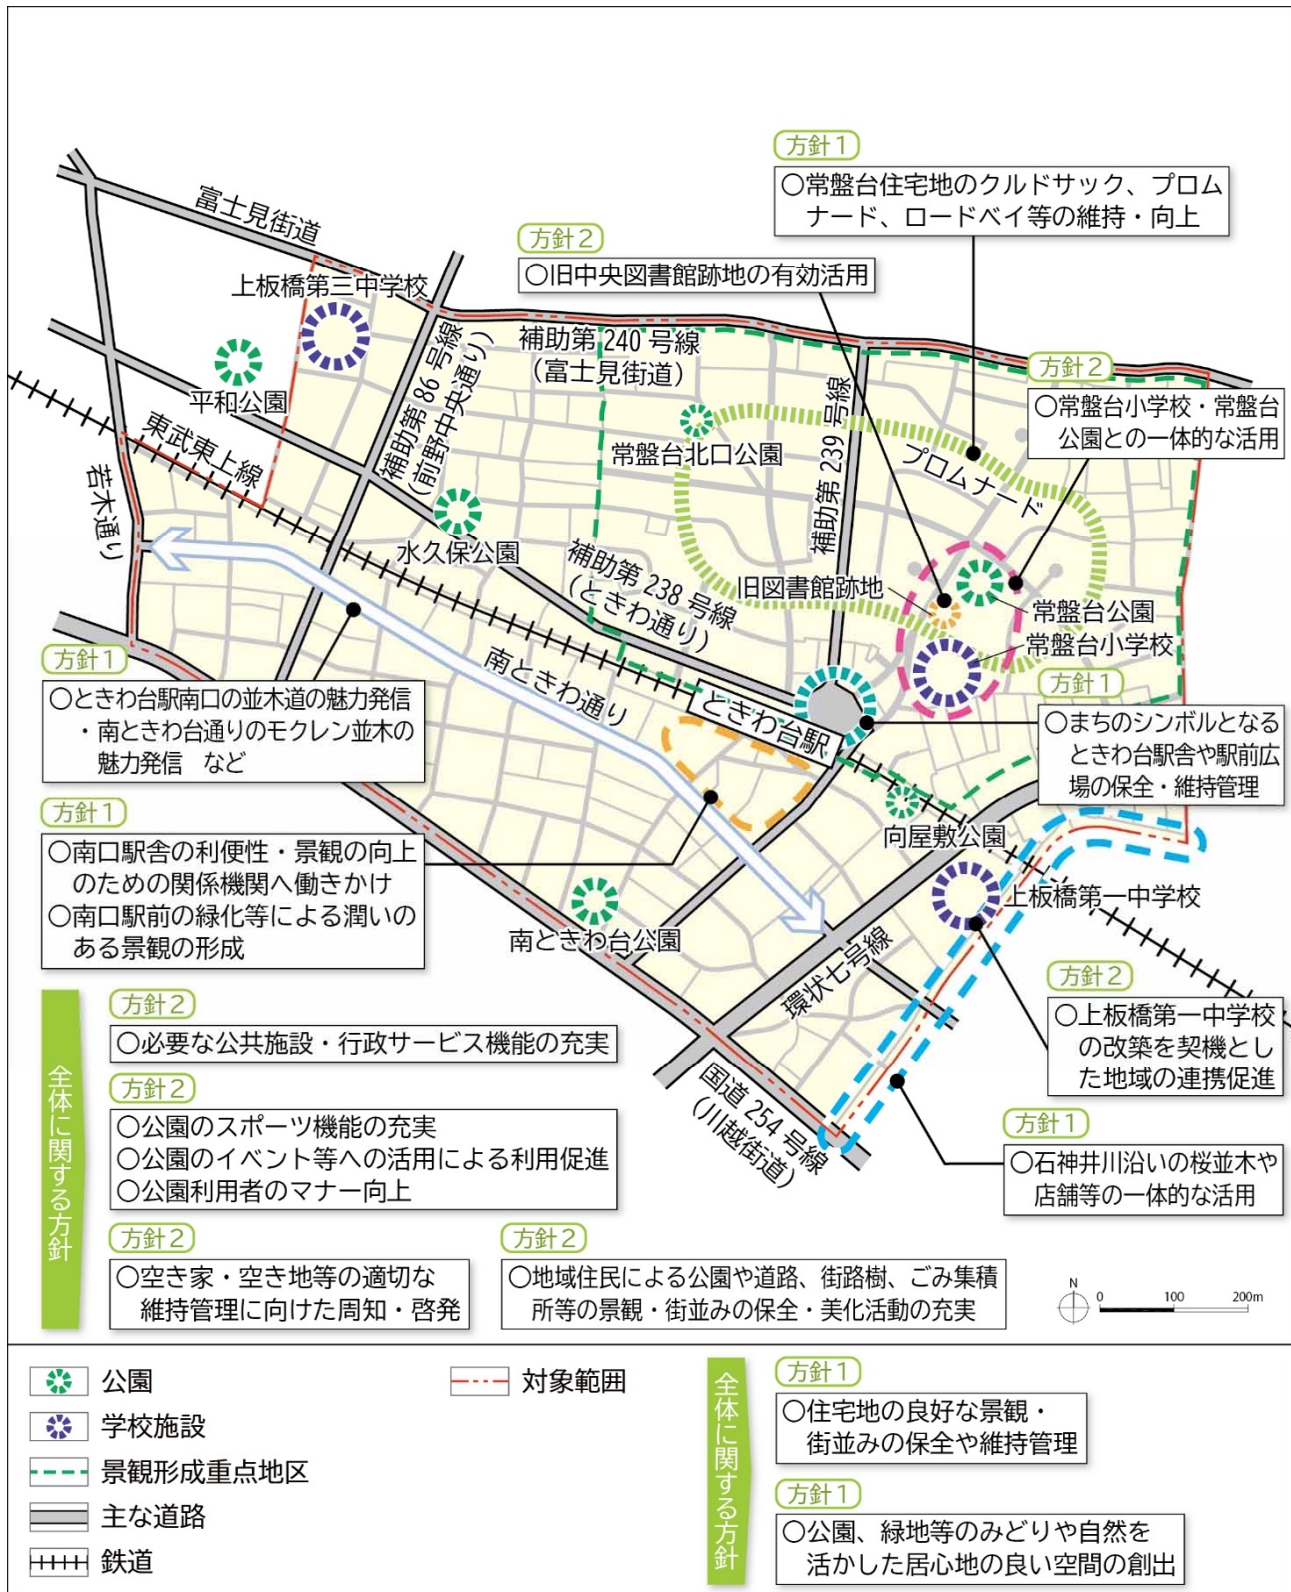 方針1
○常盤台住宅地のクルドサック、プロム
ナード、ロードベイ等の維持・向上
方針2
○旧中央図書館跡地の有効活用
富士見街道
上板橋第三中学校
平和公園
東武東上線
若木通り
補助第86号線
(前野中央通り)
補助第240号線
(富士見街道)
常盤台北口公園
補助第239号線
プロムナード
方針2
○常盤台小学校・常盤台
公園との一体的な活用
水久保公園
補助第238号線
(ときわ通り)
旧図書館跡地
常盤台公園
常盤台小学校
南ときわ通り
ときわ台駅
方針1
○ときわ台駅南口の並木道の魅力発信
・南ときわ台通りのモクレン並木の
魅力発信 など
方針1
○まちのシンボルとなる
ときわ台駅舎や駅前広
場の保全・維持管理
方針1
○南口駅舎の利便性・景観の向上
のための関係機関へ働きかけ
○南口駅前の緑化等による潤いの
ある景観の形成
向屋敷公園
上板橋第一中学校
南ときわ台公園
環状七号線
国道254号線
(川越街道)
方針2
○上板橋第一中学校
の改築を契機とし
た地域の連携促進
方針1
○石神井川沿いの桜並木や
店舗等の一体的な活用
全体に関する方針
方針2
○必要な公共施設・行政サービス機能の充実
方針2
○公園のスポーツ機能の充実
○公園のイベント等への活用による利用促進
○公園利用者のマナー向上
方針2
○空き家・空き地等の適切な
維持管理に向けた周知・啓発
方針2
○地域住民による公園や道路、街路樹、ごみ集積
所等の景観・街並みの保全・美化活動の充実
N
0 100 200m
公園
学校施設
景観形成重点地区
主な道路
鉄道
対象範囲
全体に関する方針
方針1
○住宅地の良好な景観・
街並みの保全や維持管理
方針1
○公園、緑地等のみどりや自然を
活かした居心地の良い空間の創出